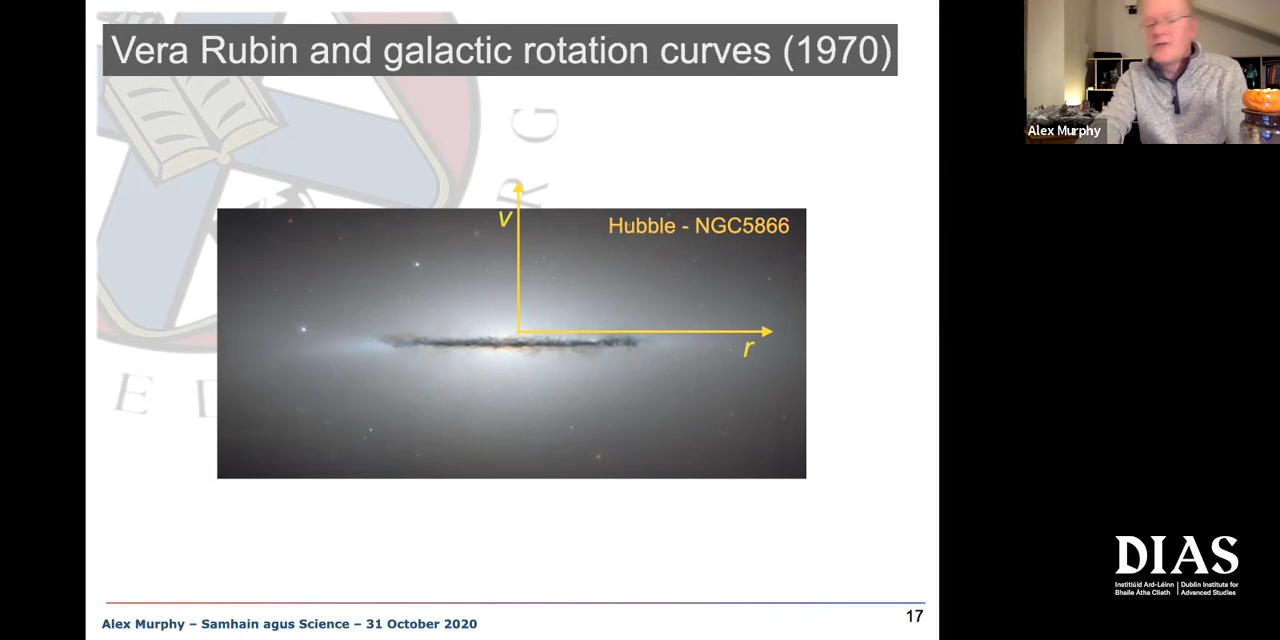 Vera Rubin and galactic rotation curves (1970)
G
R
v
Hubble - NGC5866
r
E D
Alex Murphy – Samhain agus Science – 31 October 2020
17
Alex Murphy
DIAS
Institiúid Ard-Léinn | Dublin Institute for
Bhaile Átha Cliath | Advanced Studies